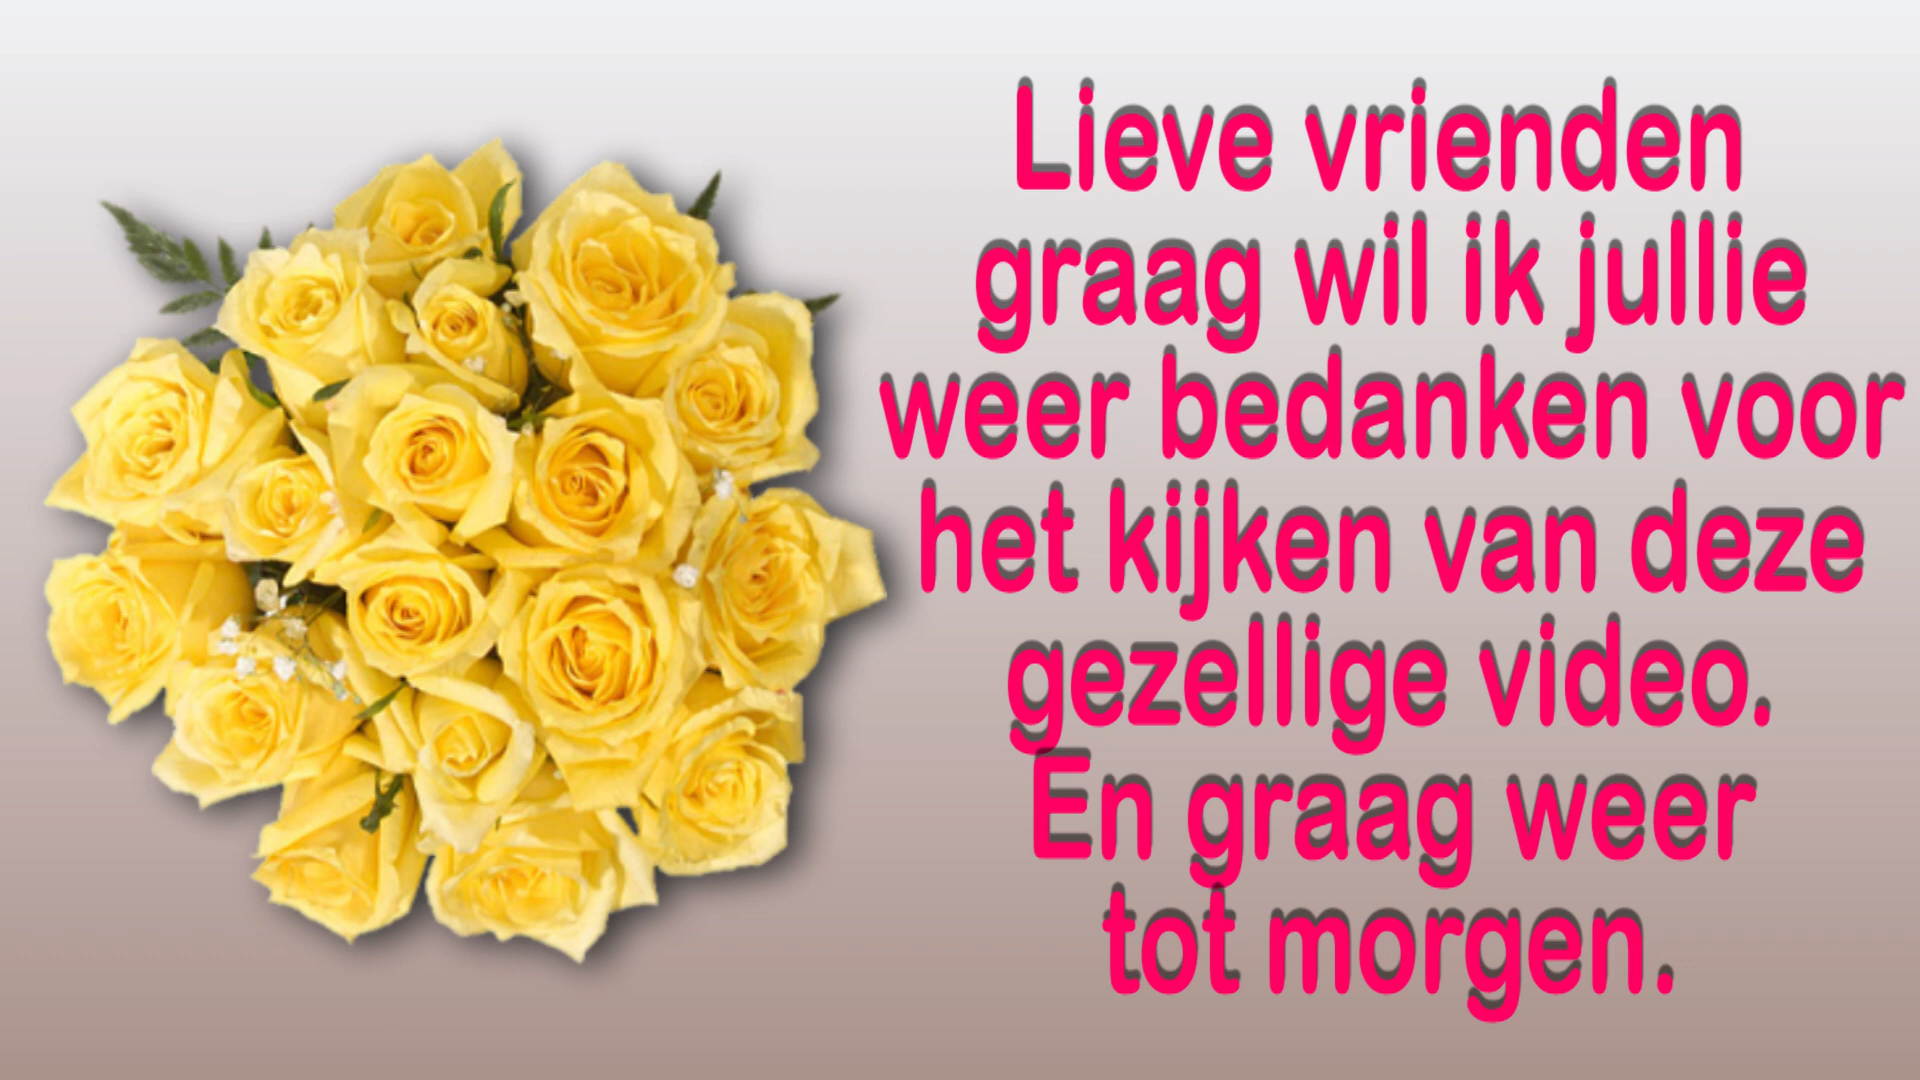 Lieve vrienden
graag wil ik jullie
weer bedanken voor
het kijken van deze
gezellige video.
En graag weer
tot morgen.